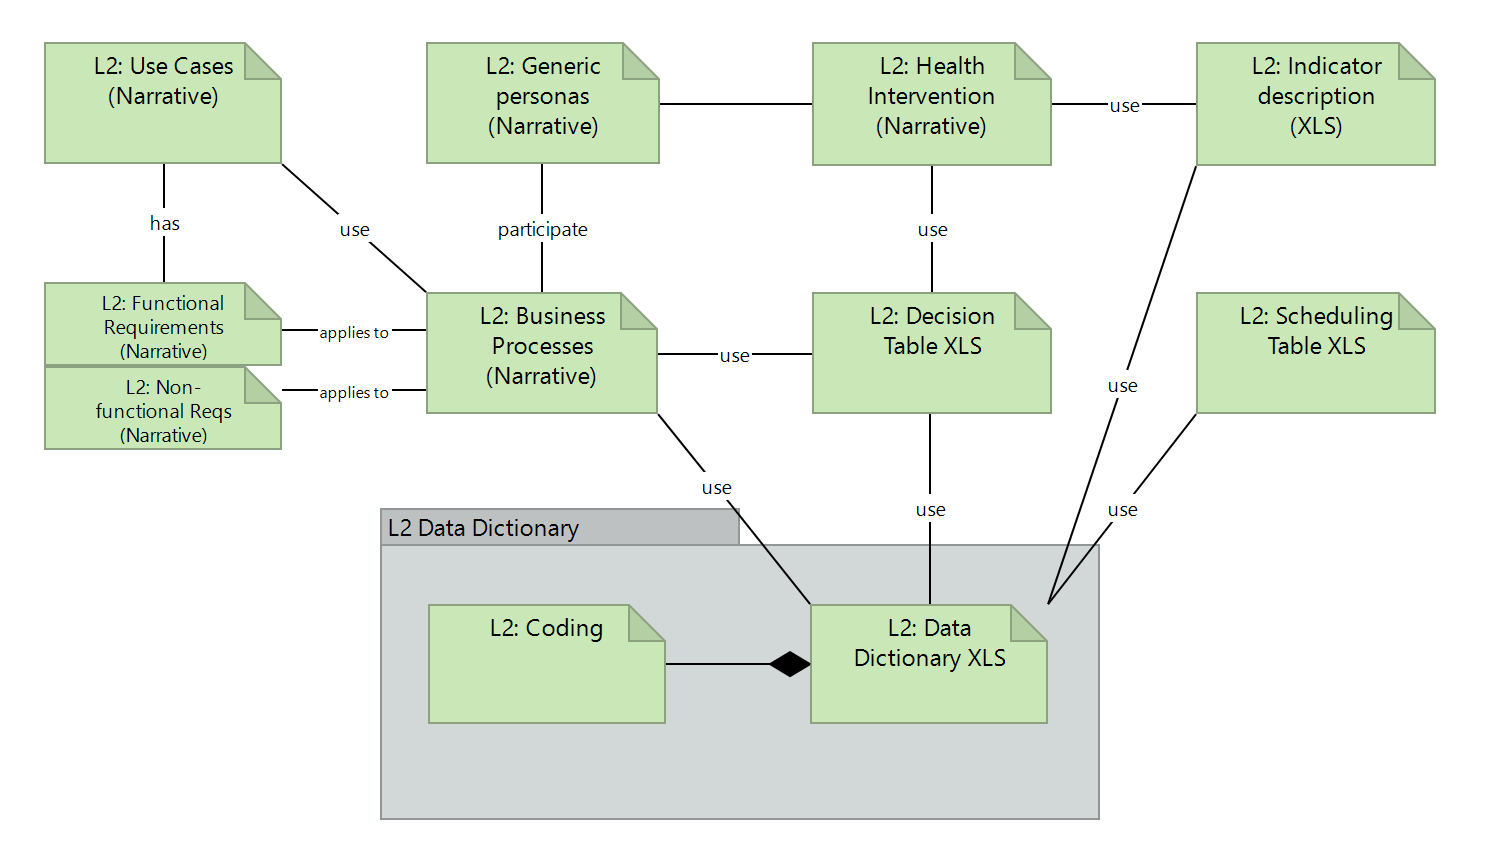 L2: Use Cases
(Narrative)
L2: Generic
personas
(Narrative)
L2: Health
Intervention
(Narrative)
use
L2: Indicator
description
(XLS)
has
use
participate
use
L2: Functional
Requirements
(Narrative)
applies to
L2: Non-
functional Reqs
(Narrative)
applies to
L2: Business
Processes
(Narrative)
use
L2: Decision
Table XLS
use
L2: Scheduling
Table XLS
use
use
use
L2 Data Dictionary
L2: Coding
L2: Data
Dictionary XLS